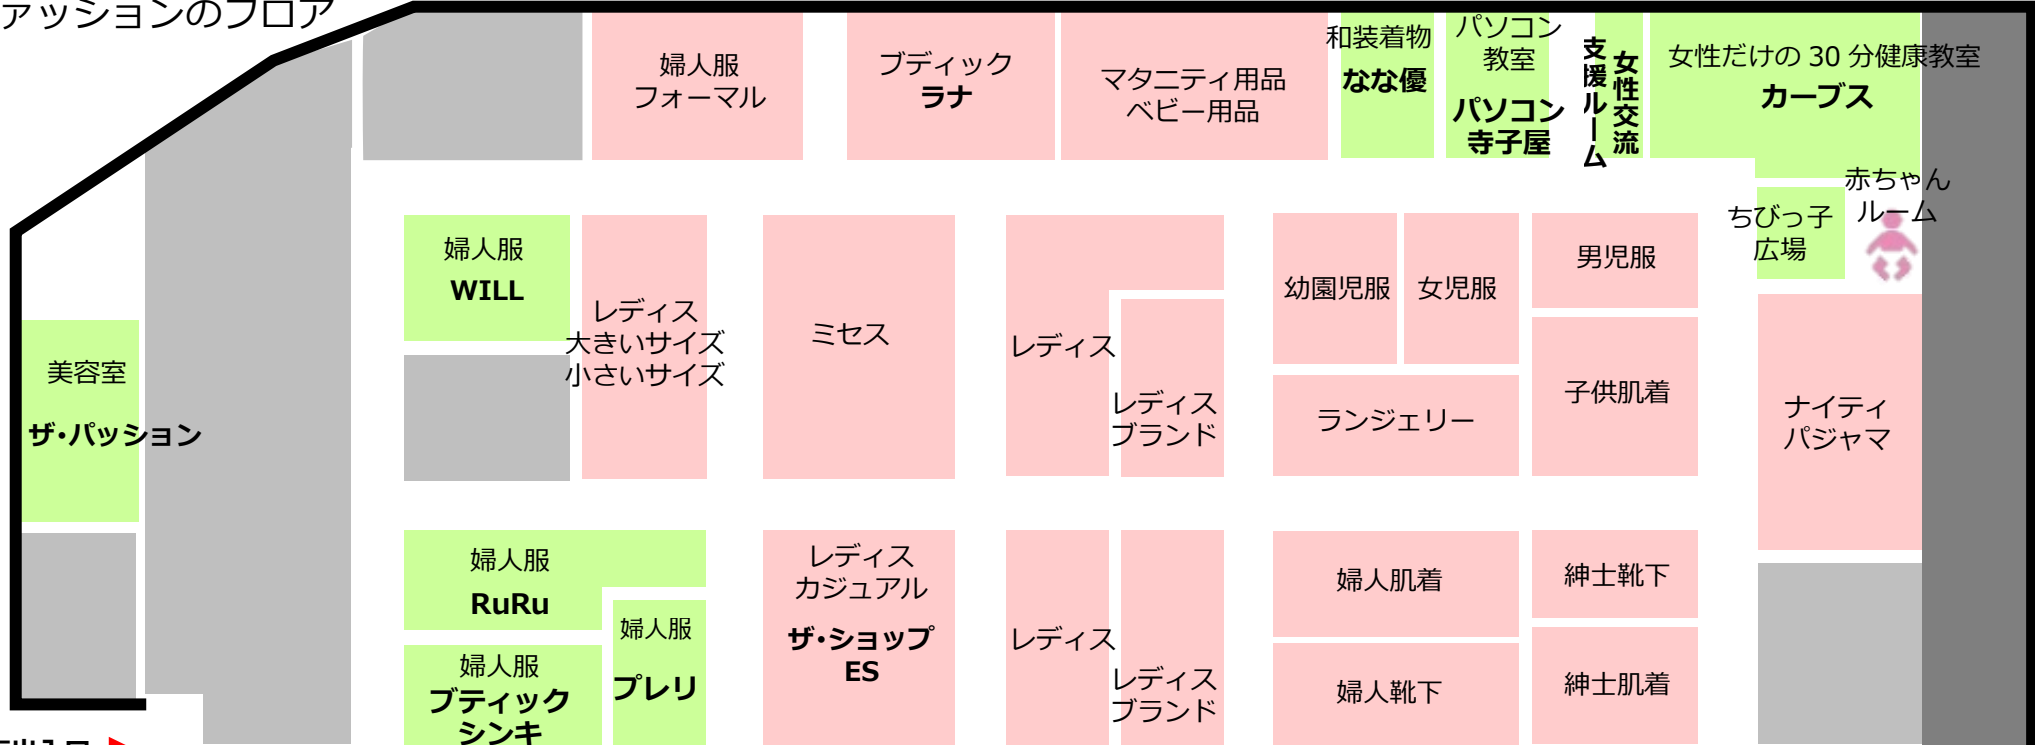 ァッションのフロア
婦人服
フォーマル
ブディック
ラナ
マタニティ用品
ベビー用品
和装着物
なな優
パソコン
教室
パソコン
寺子屋
女性交流
支援ルーム
女性だけの 30 分健康教室
カーブス
赤ちゃん
ルーム
ちびっ子
広場
婦人服
WILL
レディス
大きいサイズ
小さいサイズ
ミセス
レディス
レディス
ブランド
幼園児服
女児服
男児服
ランジェリー
子供肌着
ナイティ
パジャマ
美容室
ザ・パッション
婦人服
RuRu
婦人服
プレリ
婦人服
ブティック
シンキ
レディス
カジュアル
ザ・ショップ
ES
レディス
レディス
ブランド
婦人肌着
婦人靴下
紳士靴下
紳士肌着